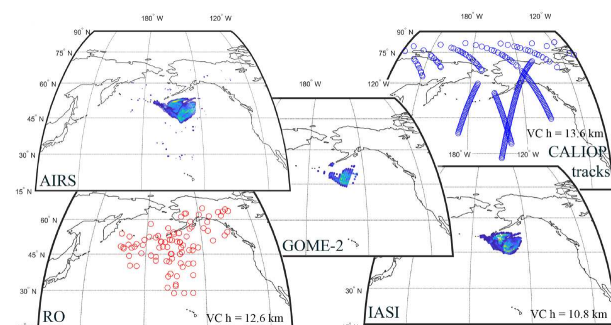 180° W
120° W
90° N
75° N
60° N
45° N
30° N
15° N
AIRS
180° W
120° W
GOME-2
180° W
120° W
90° N
75° N
60° N
45° N
30° N
180° W
120° W
VC h = 13.6 km
CALIOP
tracks
60° N
45° N
30° N
RO
VC h = 12.6 km
IASI
VC h = 10.8 km